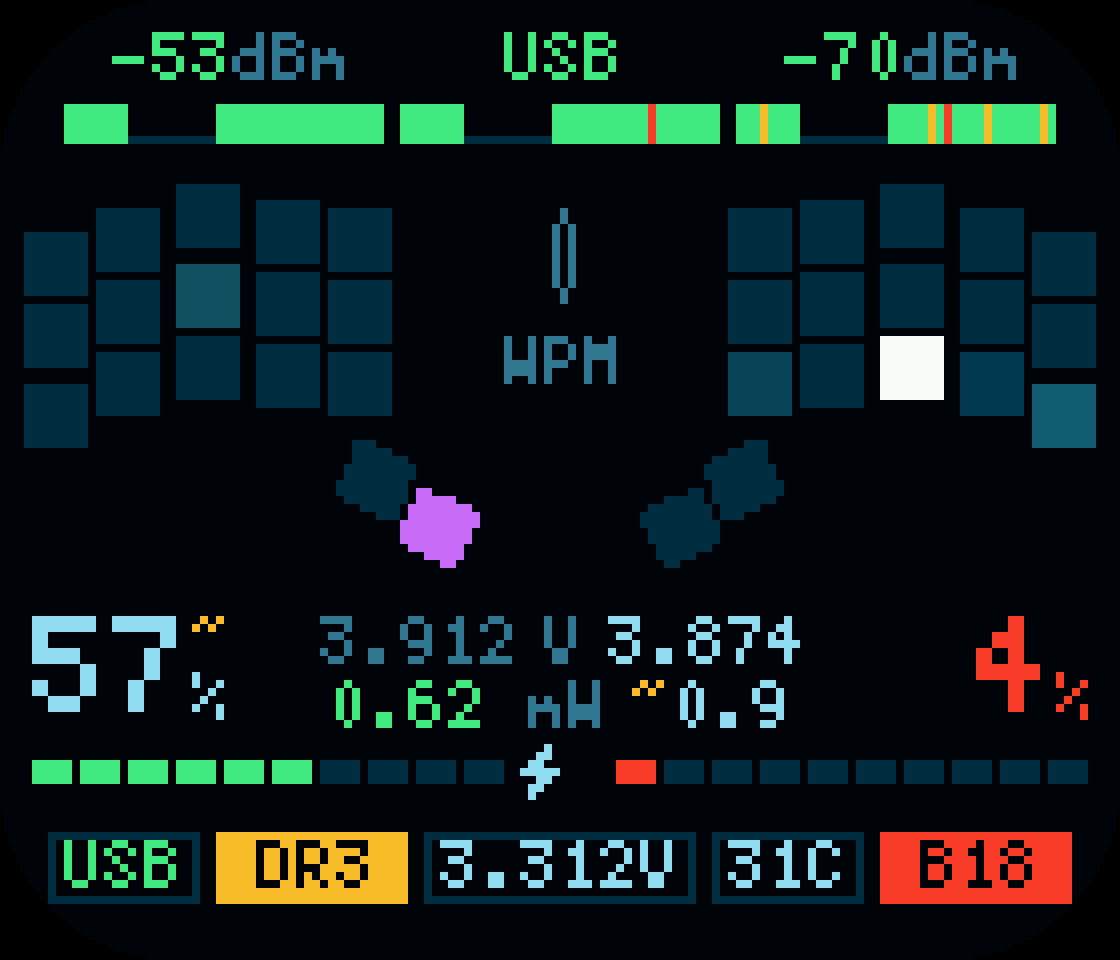 -53dBm USB -70dBm
0
WPM
57~% 3.912 V 3.874 4%
0.62 mW ~0.9
USB DR3 3.312V 31C B18